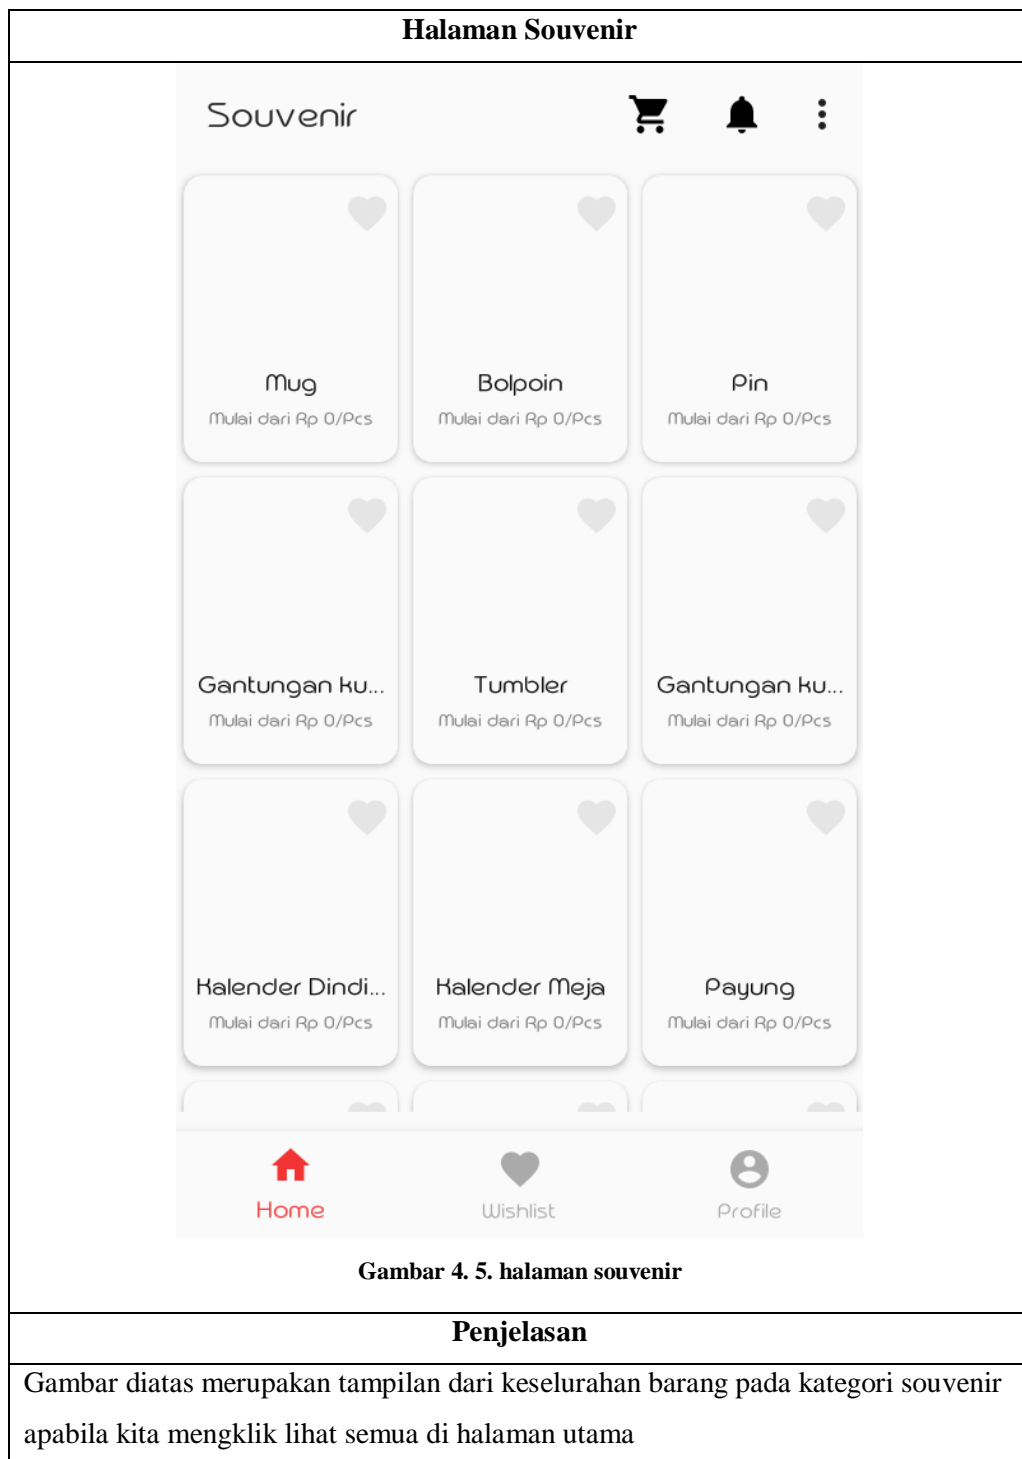 Halaman Souvenir
Souvenir
Mug Bolpoin Pin
Mulai dari Rp 0/Pcs Mulai dari Rp 0/Pcs Mulai dari Rp 0/Pcs
Gantungan ku... Tumbler Gantungan ku...
Mulai dari Rp 0/Pcs Mulai dari Rp 0/Pcs Mulai dari Rp 0/Pcs
Kalender Dindi... Kalender Meja Payung
Mulai dari Rp 0/Pcs Mulai dari Rp 0/Pcs Mulai dari Rp 0/Pcs
Home Wishlist Profile
Gambar 4. 5. halaman souvenir
Penjelasan
Gambar diatas merupakan tampilan dari keselurahan barang pada kategori souvenir
apabila kita mengklik lihat semua di halaman utama